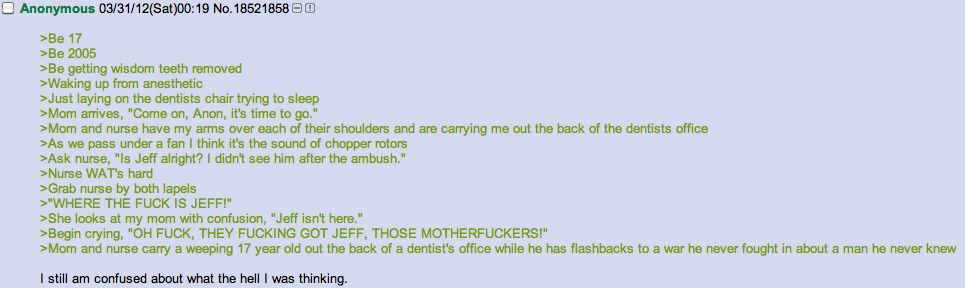 Anonymous 03/31/12(Sat)00:19 No.18521858
>Be 17
>Be 2005
>Be getting wisdom teeth removed
>Waking up from anesthetic
>Just laying on the dentists chair trying to sleep
>Mom arrives, "Come on, Anon, it's time to go."
>Mom and nurse have my arms over each of their shoulders and are carrying me out the back of the dentists office
>As we pass under a fan I think it's the sound of chopper rotors
>Ask nurse, "Is Jeff alright? I didn't see him after the ambush."
>Nurse WAT's hard
>Grab nurse by both lapels
>"WHERE THE FUCK IS JEFF!"
>She looks at my mom with confusion, "Jeff isn't here."
>Begin crying, "OH FUCK, THEY FUCKING GOT JEFF, THOSE MOTHERFUCKERS!"
>Mom and nurse carry a weeping 17 year old out the back of a dentist's office while he has flashbacks to a war he never fought in about a man he never knew
I still am confused about what the hell I was thinking.